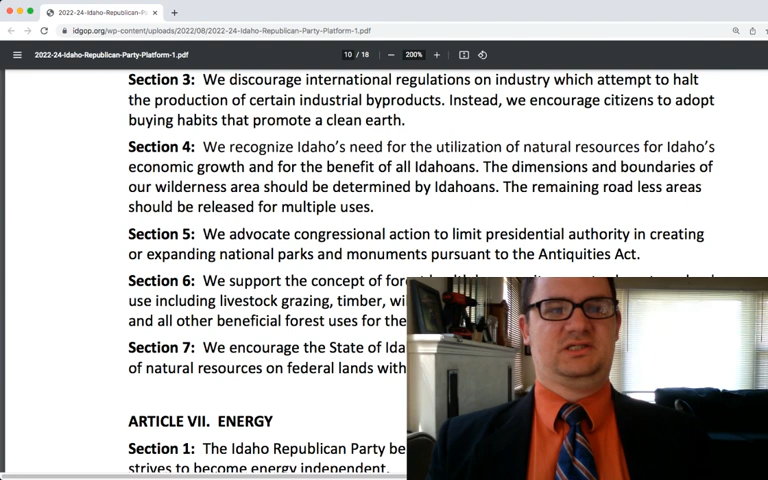 2022-24-Idaho-Republican-Pa
idgop.org/wp-content/uploads/2022/08/2022-24-Idaho-Republican-Party-Platform-1.pdf
2022-24-Idaho-Republican-Party-Platform-1.pdf
10 / 18
200%
Section 3: We discourage international regulations on industry which attempt to halt
the production of certain industrial byproducts. Instead, we encourage citizens to adopt
buying habits that promote a clean earth.
Section 4: We recognize Idaho's need for the utilization of natural resources for Idaho's
economic growth and for the benefit of all Idahoans. The dimensions and boundaries of
our wilderness area should be determined by Idahoans. The remaining road less areas
should be released for multiple uses.
Section 5: We advocate congressional action to limit presidential authority in creating
or expanding national parks and monuments pursuant to the Antiquities Act.
Section 6: We support the concept of
use including livestock grazing, timber,
and all other beneficial forest uses for the
Section 7: We encourage the State of Ida
of natural resources on federal lands with
ARTICLE VII. ENERGY
Section 1: The Idaho Republican Party be
strives to become energy independent.